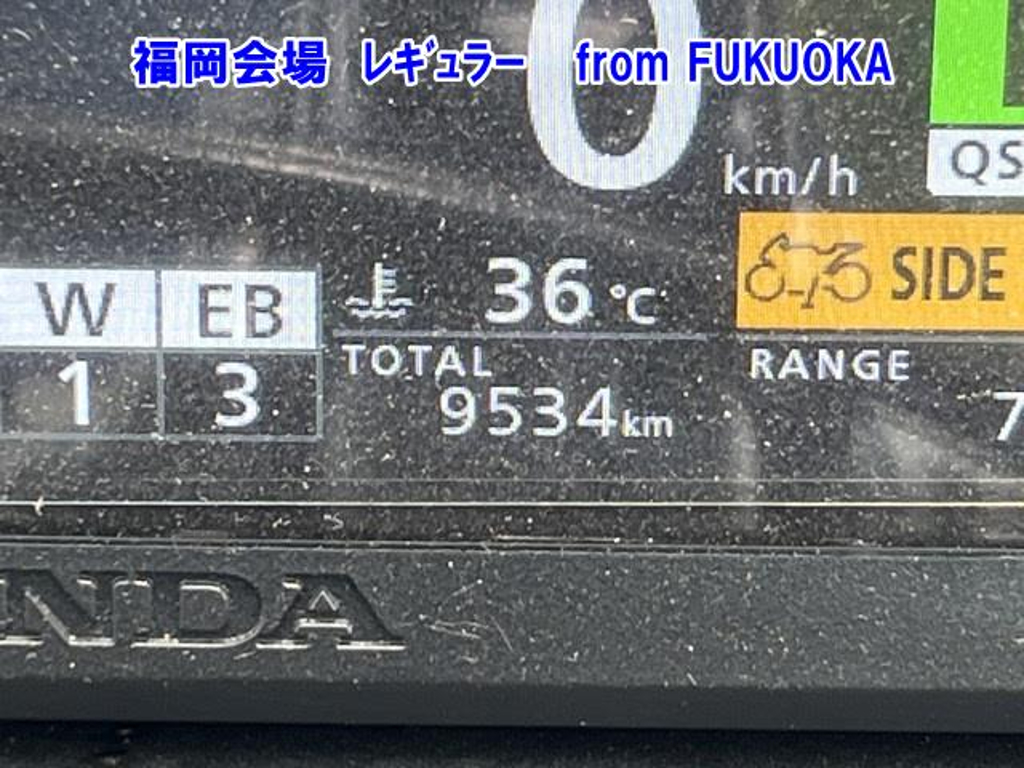 福岡会場 レギュラー from FUKUOKA
0
km/h
QS
SIDE
W EB
1 3
36 °C
TOTAL
9534km
RANGE
7
NDA